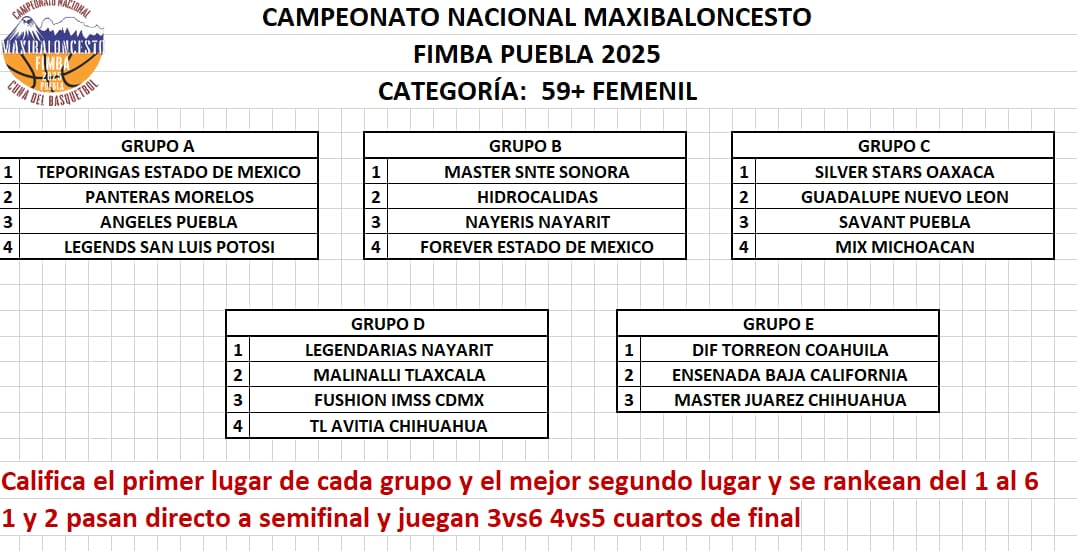 CAMPEONATO NACIONAL
MAXIBALONCESTO
FIMBA
2025
PUEBLA
CUNA DEL BASQUETBOL
CAMPEONATO NACIONAL MAXIBALONCESTO
FIMBA PUEBLA 2025
CATEGORÍA: 59+ FEMENIL
GRUPO A
1 TEPORINGAS ESTADO DE MEXICO
2 PANTERAS MORELOS
3 ANGELES PUEBLA
4 LEGENDS SAN LUIS POTOSI
GRUPO B
1 MASTER SNTE SONORA
2 HIDROCALIDAS
3 NAYERIS NAYARIT
4 FOREVER ESTADO DE MEXICO
GRUPO C
1 SILVER STARS OAXACA
2 GUADALUPE NUEVO LEON
3 SAVANT PUEBLA
4 MIX MICHOACAN
GRUPO D
1 LEGENDARIAS NAYARIT
2 MALINALLI TLAXCALA
3 FUSHION IMSS CDMX
4 TL AVITIA CHIHUAHUA
GRUPO E
1 DIF TORREON COAHUILA
2 ENSENADA BAJA CALIFORNIA
3 MASTER JUAREZ CHIHUAHUA
Califica el primer lugar de cada grupo y el mejor segundo lugar y se rankean del 1 al 6
1 y 2 pasan directo a semifinal y juegan 3vs6 4vs5 cuartos de final